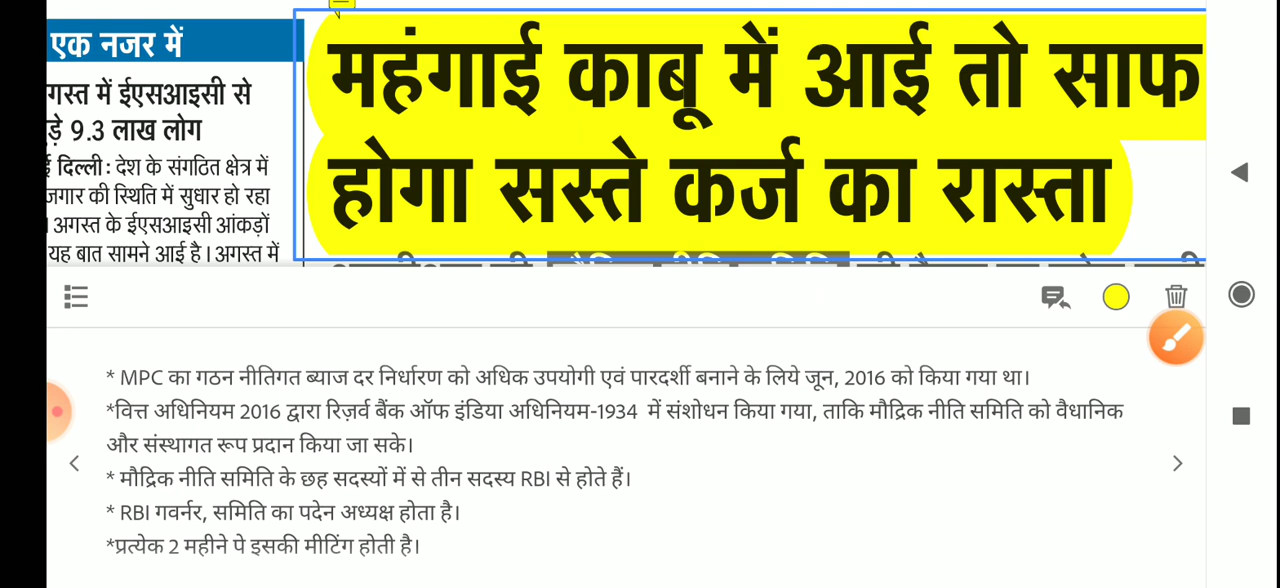 एक नजर में
गस्त में ईएसआइसी से
ड़े 9.3 लाख लोग
ई दिल्ली: देश के संगठित क्षेत्र में
जगार की स्थिति में सुधार हो रहा
अगस्त के ईएसआइसी आंकड़ों
यह बात सामने आई है। अगस्त में
महंगाई काबू में आई तो साफ
होगा सस्ते कर्ज का रास्ता
* MPC का गठन नीतिगत ब्याज दर निर्धारण को अधिक उपयोगी एवं पारदर्शी बनाने के लिये जून, 2016 को किया गया था।
*वित्त अधिनियम 2016 द्वारा रिज़र्व बैंक ऑफ इंडिया अधिनियम-1934 में संशोधन किया गया, ताकि मौद्रिक नीति समिति को वैधानिक
और संस्थागत रूप प्रदान किया जा सके।
* मौद्रिक नीति समिति के छह सदस्यों में से तीन सदस्य RBI से होते हैं।
* RBI गवर्नर, समिति का पदेन अध्यक्ष होता है।
*प्रत्येक 2 महीने पे इसकी मीटिंग होती है।